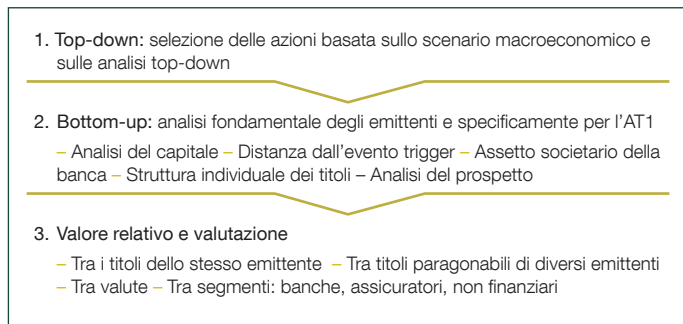 1. Top-down: selezione delle azioni basata sullo scenario macroeconomico e
sulle analisi top-down
2. Bottom-up: analisi fondamentale degli emittenti e specificamente per l'AT1
– Analisi del capitale – Distanza dall'evento trigger – Assetto societario della
banca – Struttura individuale dei titoli – Analisi del prospetto
3. Valore relativo e valutazione
– Tra i titoli dello stesso emittente – Tra titoli paragonabili di diversi emittenti
– Tra valute – Tra segmenti: banche, assicuratori, non finanziari